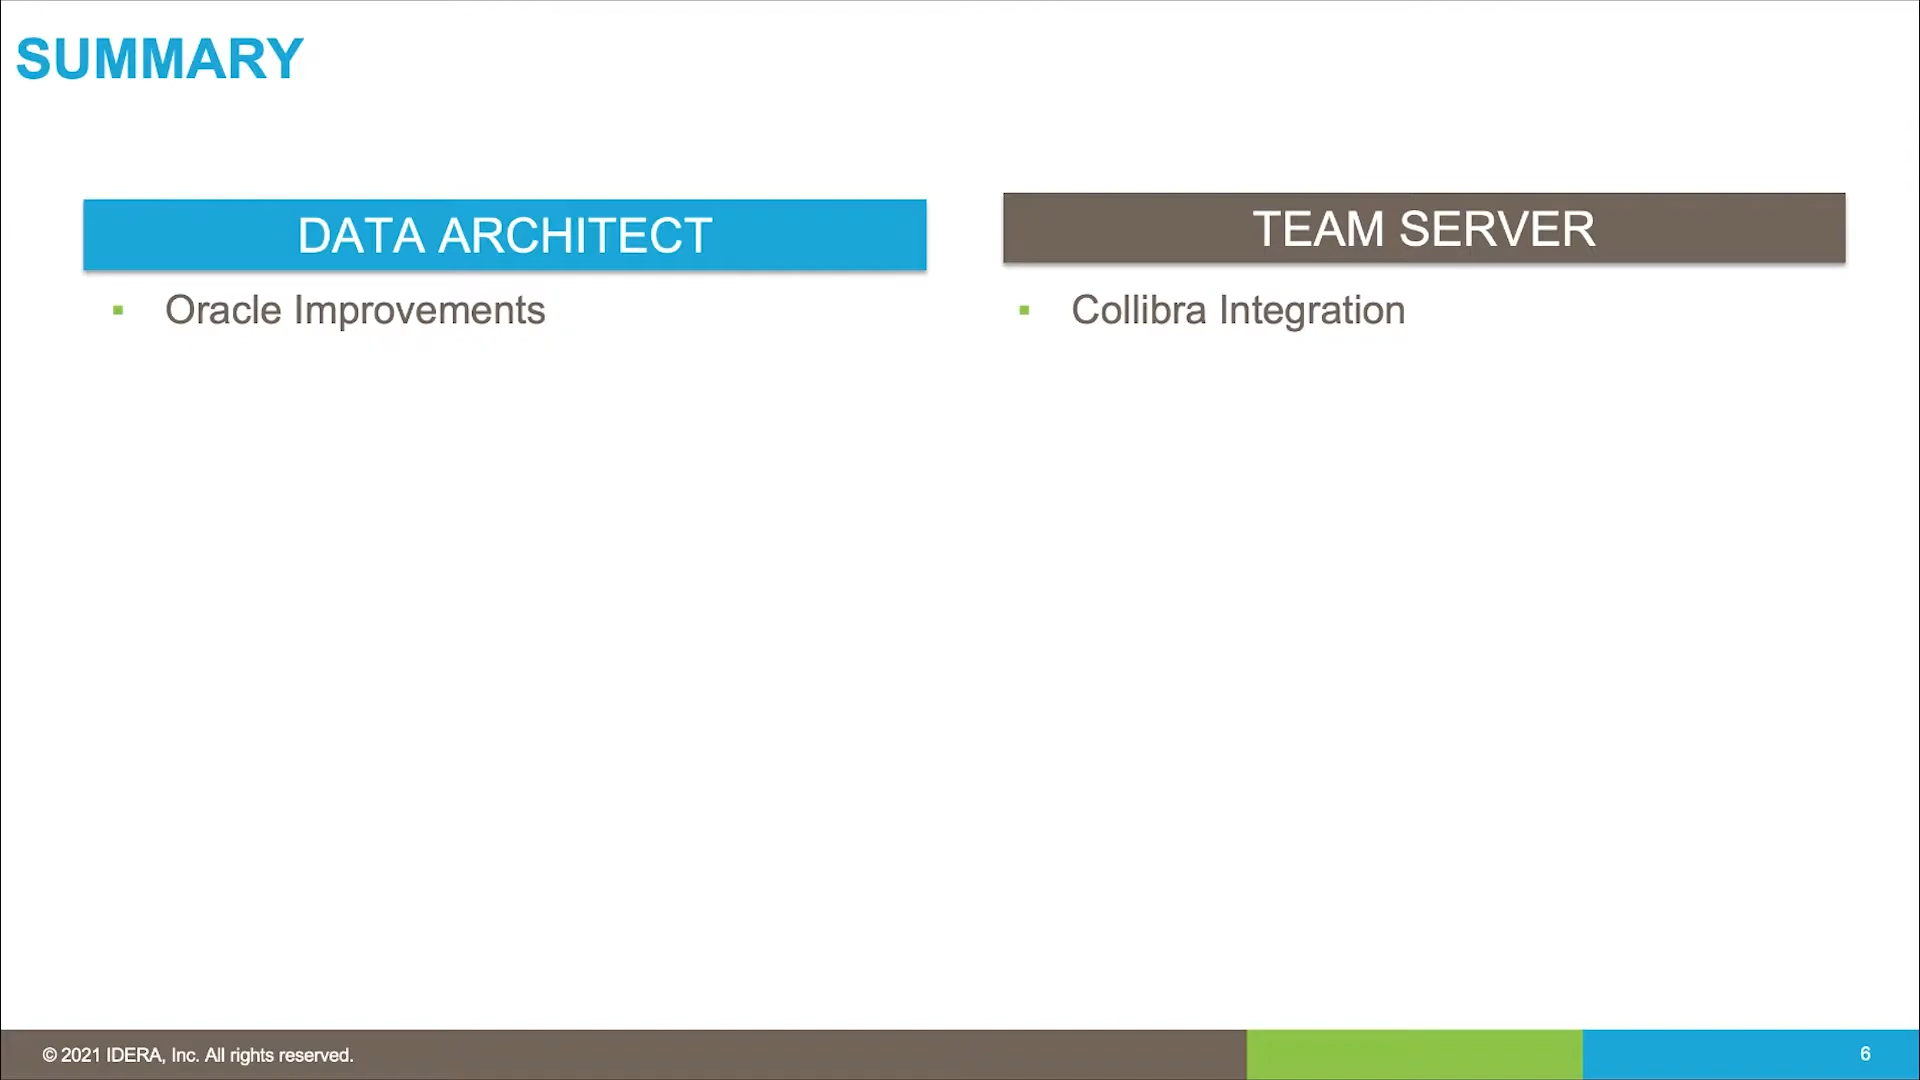 SUMMARY
DATA ARCHITECT
▪ Oracle Improvements
TEAM SERVER
▪ Collibra Integration
© 2021 IDERA, Inc. All rights reserved.
6